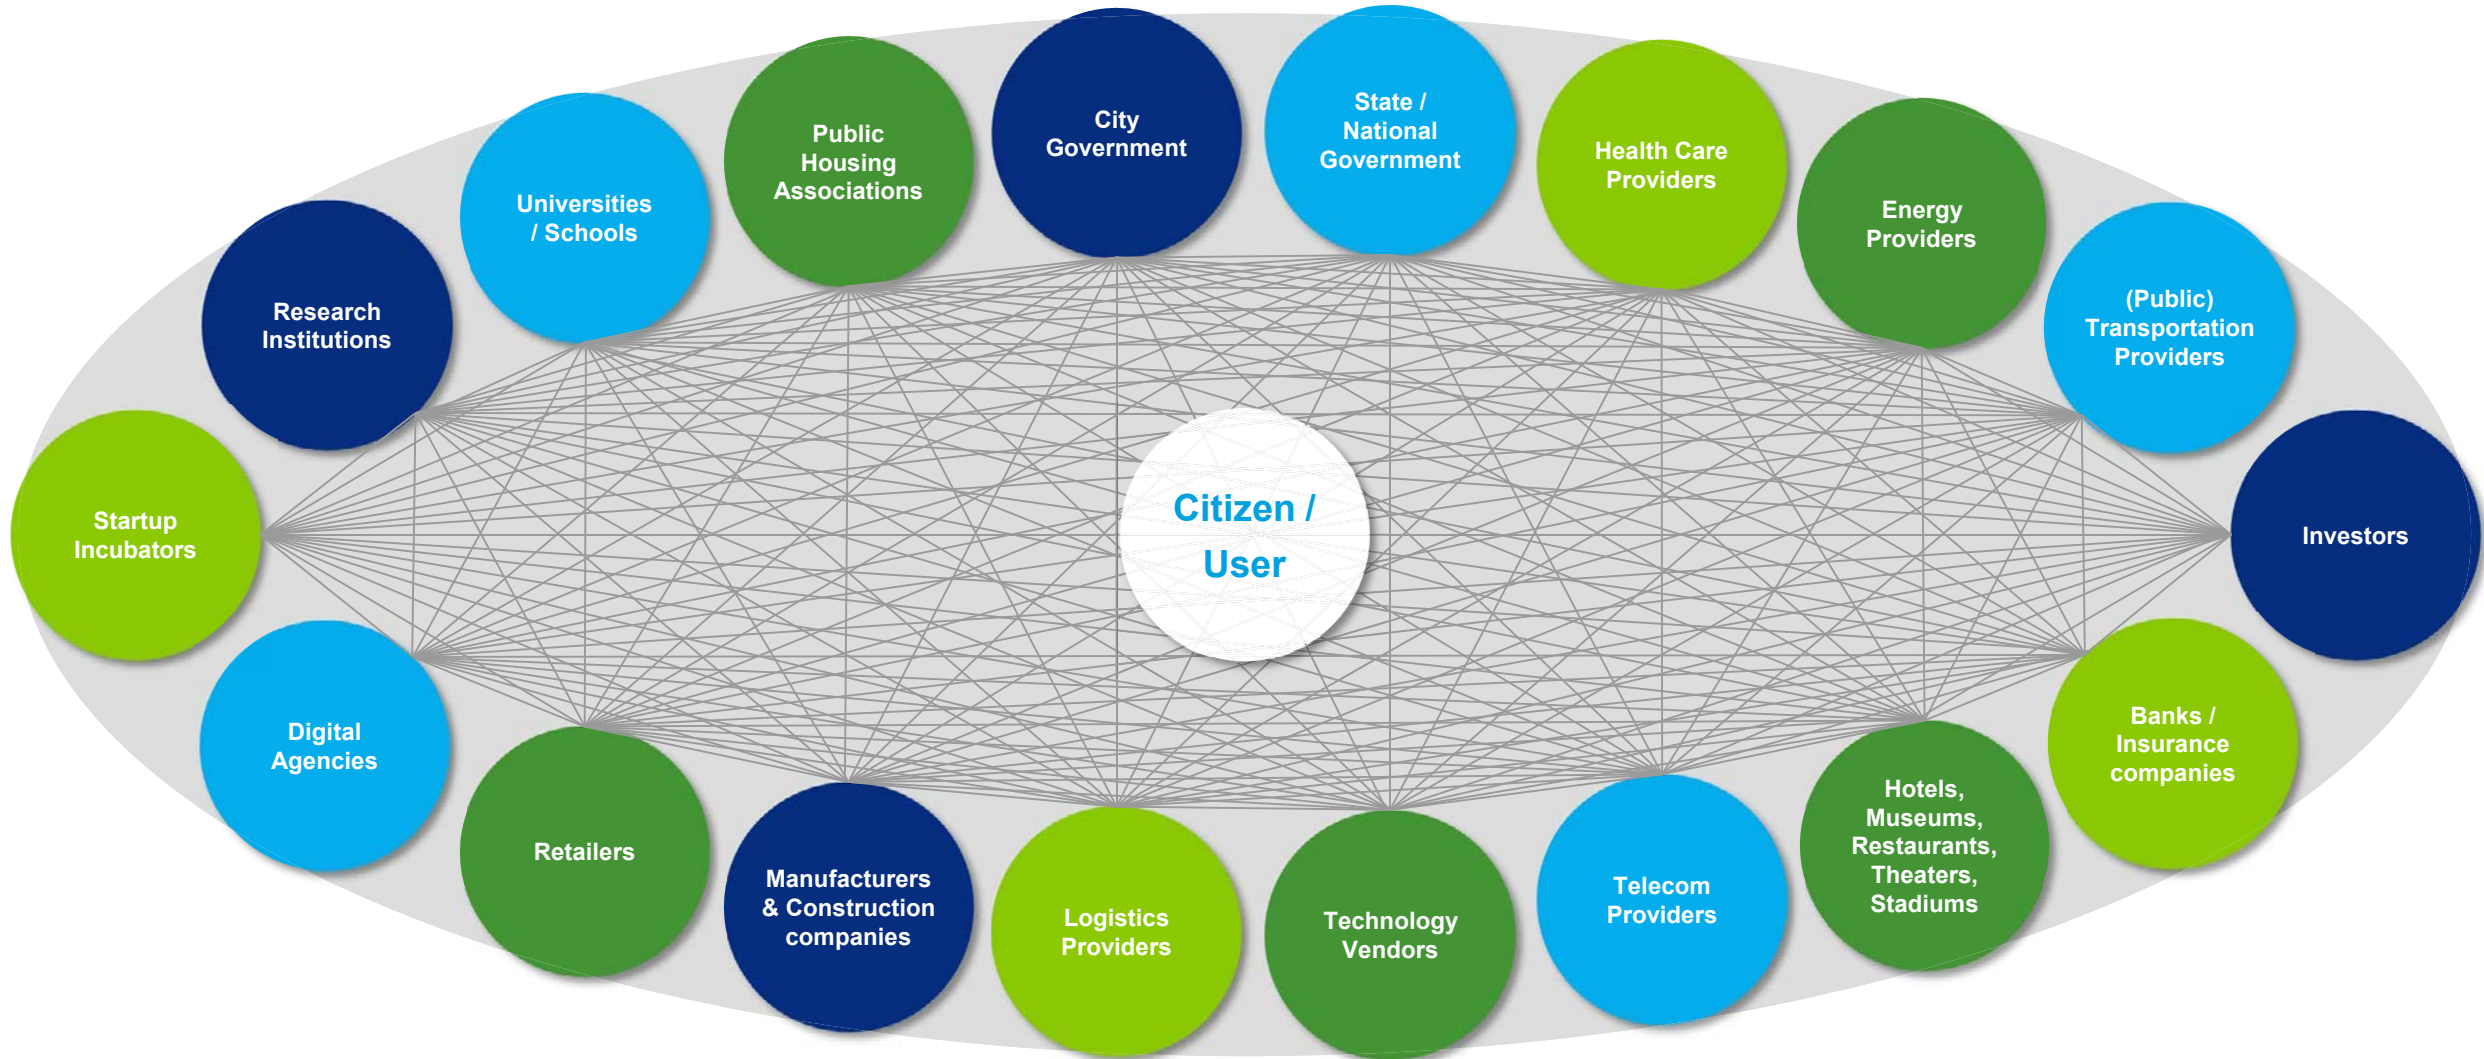 City
Government
State /
National
Government
Public
Housing
Associations
Health Care
Providers
Universities
/ Schools
Energy
Providers
Research
Institutions
(Public)
Transportation
Providers
Startup
Incubators
Citizen /
User
Investors
Digital
Agencies
Banks /
Insurance
companies
Retailers
Manufacturers
& Construction
companies
Logistics
Providers
Technology
Vendors
Telecom
Providers
Hotels,
Museums,
Restaurants,
Theaters,
Stadiums